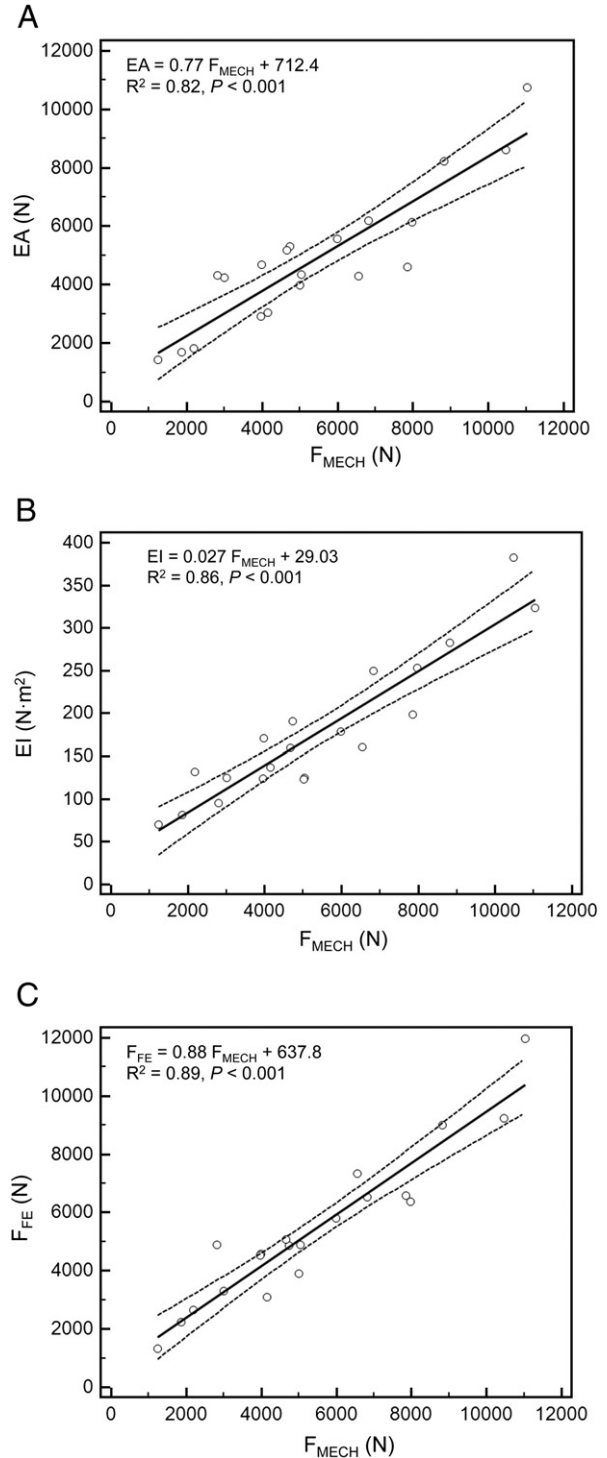 A
EA = 0.77 F_MECH + 712.4
R² = 0.82, P < 0.001
12000
10000
8000
6000
4000
2000
0
EA (N)
0 2000 4000 6000 8000 10000 12000
F_MECH (N)
B
EI = 0.027 F_MECH + 29.03
R² = 0.86, P < 0.001
400
350
300
250
200
150
100
50
0
EI (N·m²)
0 2000 4000 6000 8000 10000 12000
F_MECH (N)
C
F_FE = 0.88 F_MECH + 637.8
R² = 0.89, P < 0.001
12000
10000
8000
6000
4000
2000
0
F_FE (N)
0 2000 4000 6000 8000 10000 12000
F_MECH (N)